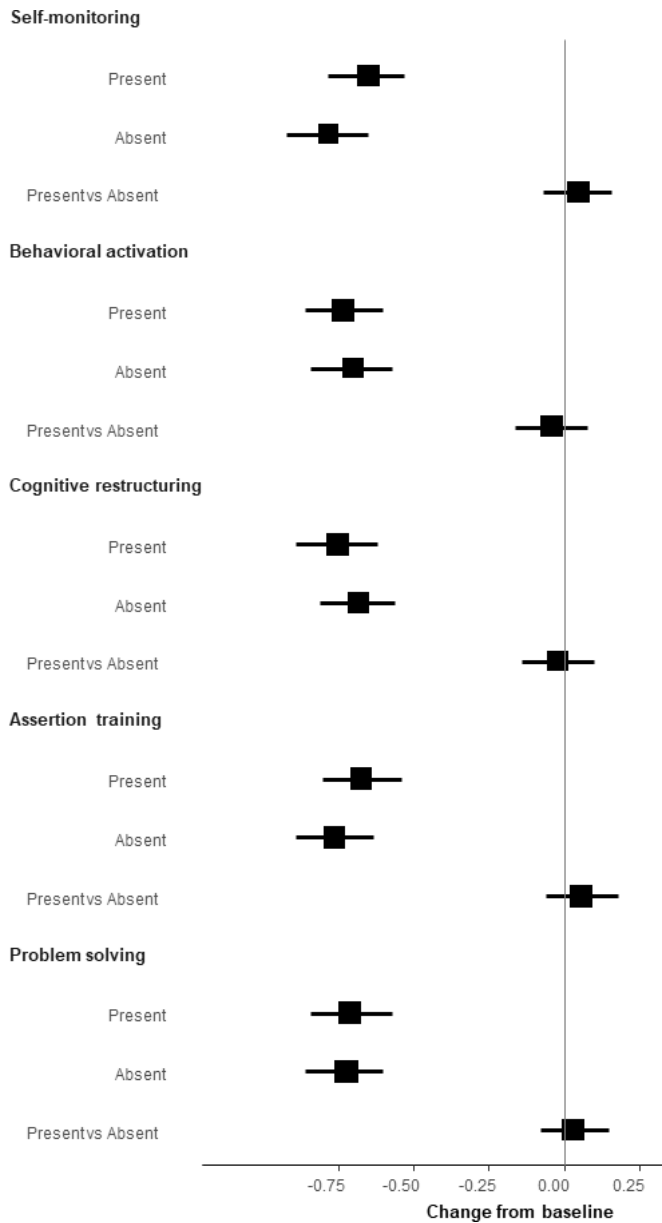 Self-monitoring
Present
Absent
Presentvs Absent
Behavioral activation
Present
Absent
Presentvs Absent
Cognitive restructuring
Present
Absent
Presentvs Absent
Assertion training
Present
Absent
Presentvs Absent
Problem solving
Present
Absent
Presentvs Absent
-0.75 -0.50 -0.25 0.00 0.25
Change from baseline